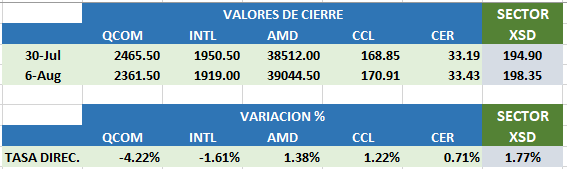 VALORES DE CIERRE SECTOR
QCOM INTL AMD CCL CER XSD
30-Jul 2465.50 1950.50 38512.00 168.85 33.19 194.90
6-Aug 2361.50 1919.00 39044.50 170.91 33.43 198.35
VARIACION % SECTOR
QCOM INTL AMD CCL CER XSD
TASA DIREC. -4.22% -1.61% 1.38% 1.22% 0.71% 1.77%